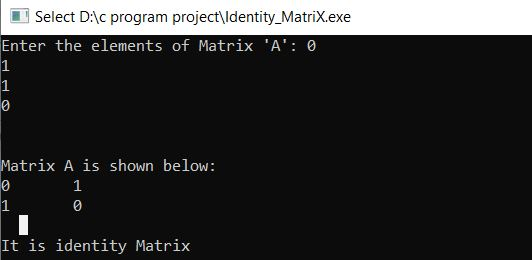 Select D:\c program project\Identity_MatriX.exe
Enter the elements of Matrix 'A': 0
1
1
0
Matrix A is shown below:
0 1
1 0
It is identity Matrix